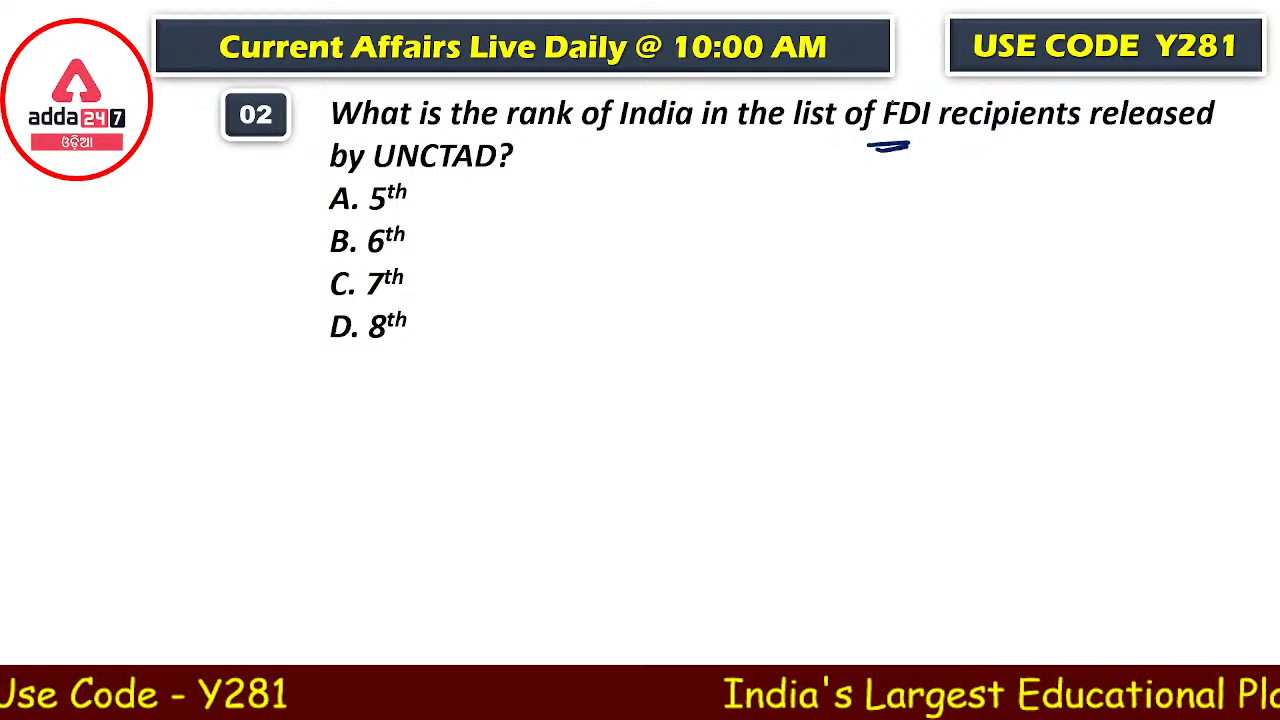 Current Affairs Live Daily @ 10:00 AM
USE CODE Y281
adda247
ଓଡ଼ିଆ
02
What is the rank of India in the list of FDI recipients released
by UNCTAD?
A. 5th
B. 6th
C. 7th
D. 8th
Use Code - Y281
India's Largest Educational Pla